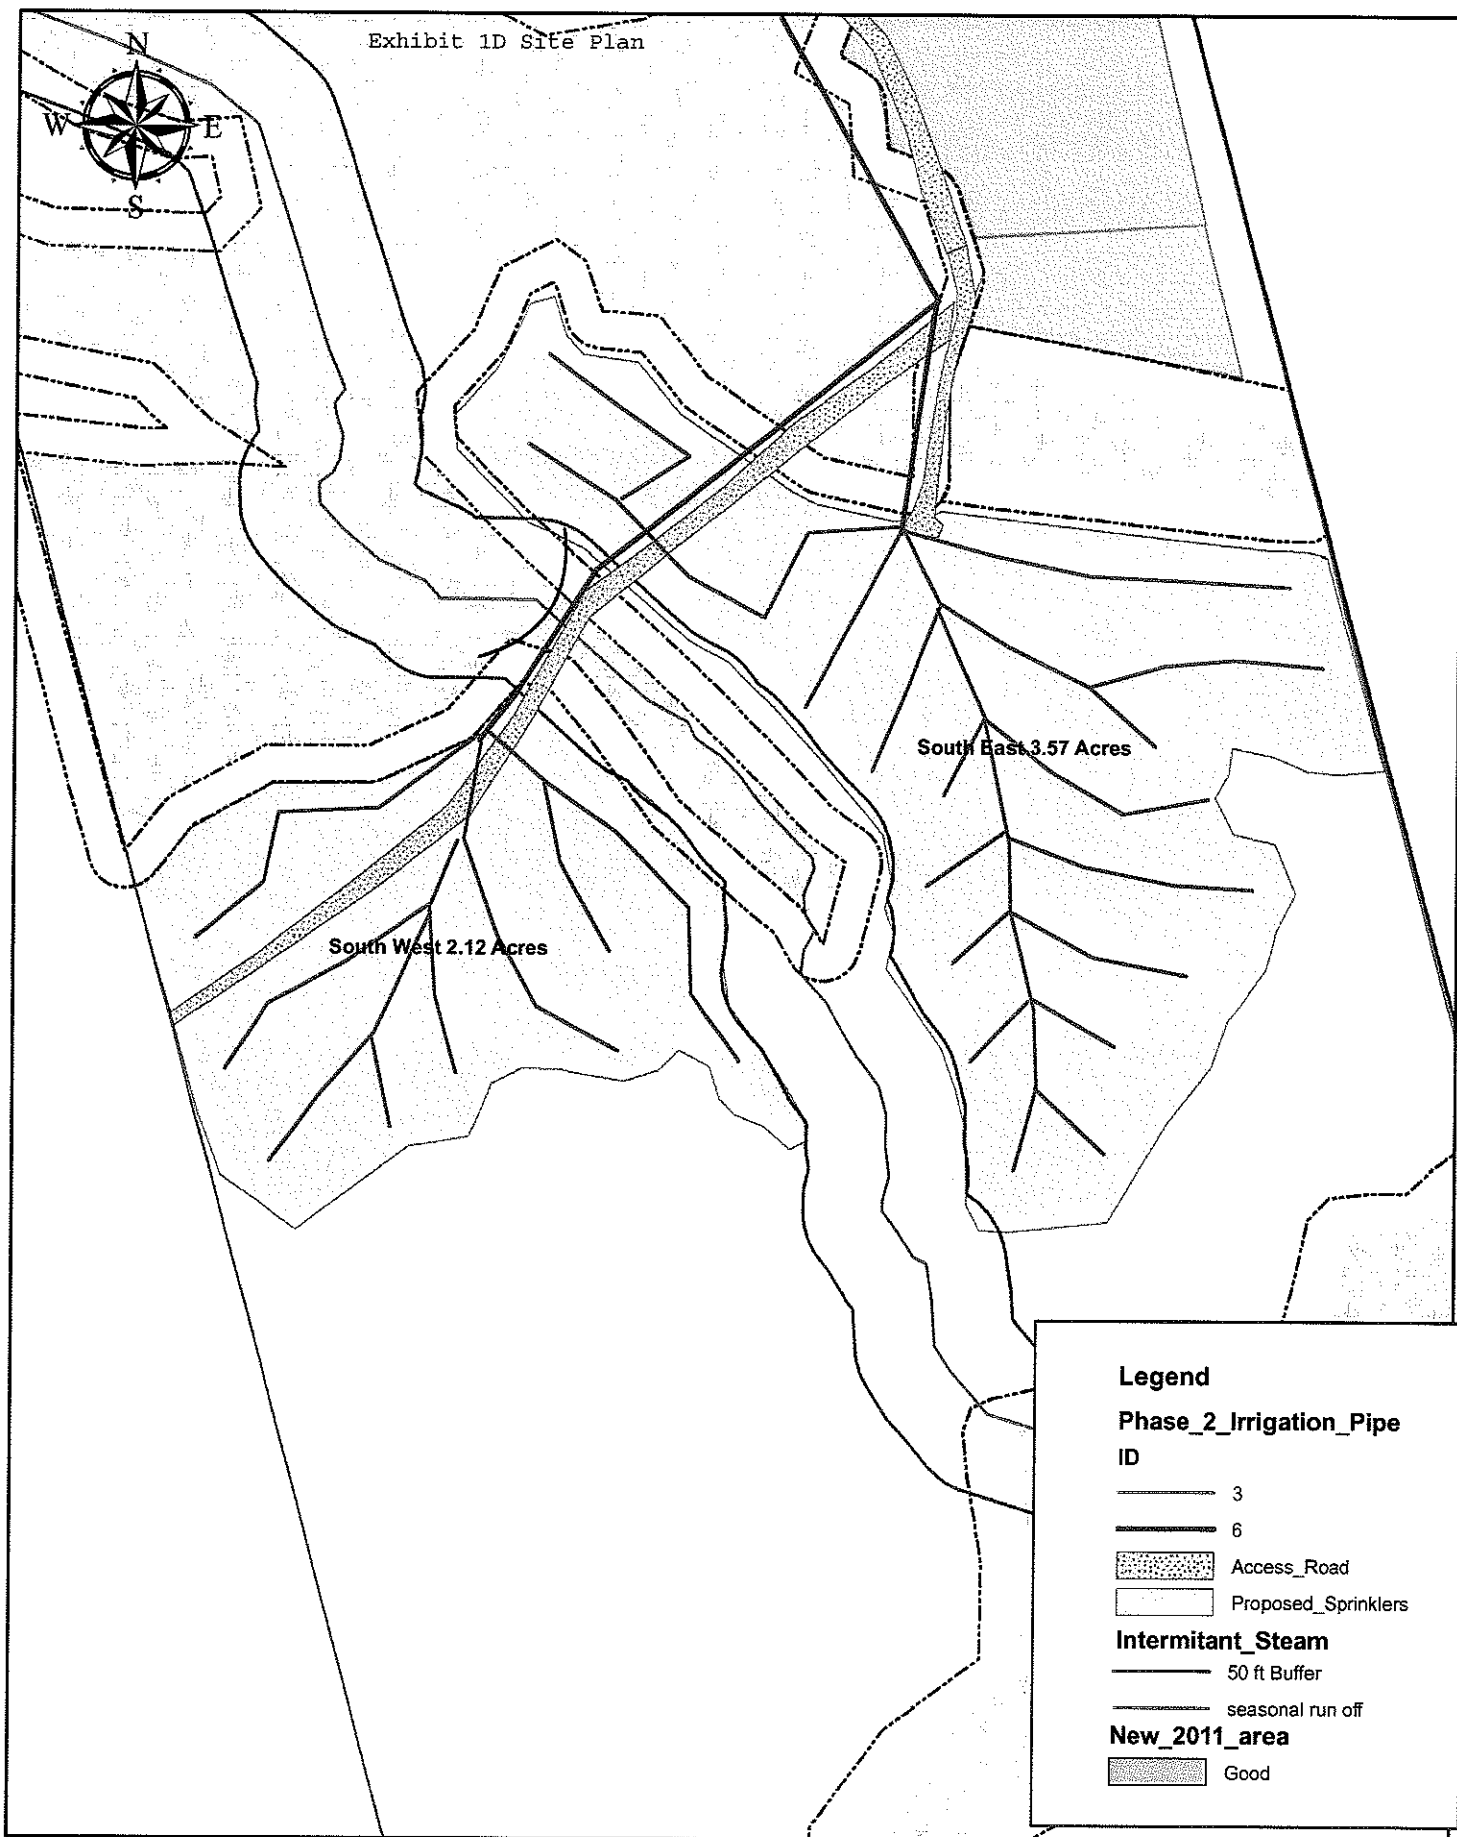 Exhibit 1D Site Plan
N
W
E
S
South East 3.57 Acres
South West 2.12 Acres
Legend
Phase_2_Irrigation_Pipe
ID
3
6
Access_Road
Proposed_Sprinklers
Intermitant_Steam
50 ft Buffer
seasonal run off
New_2011_area
Good